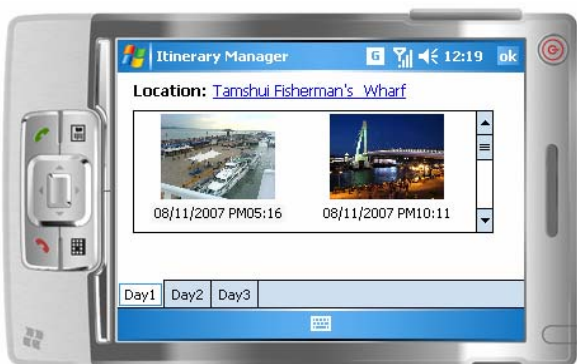 Itinerary Manager G 12:19 ok
Location: Tamshui Fisherman's Wharf
08/11/2007 PM05:16 08/11/2007 PM10:11
Day1 Day2 Day3